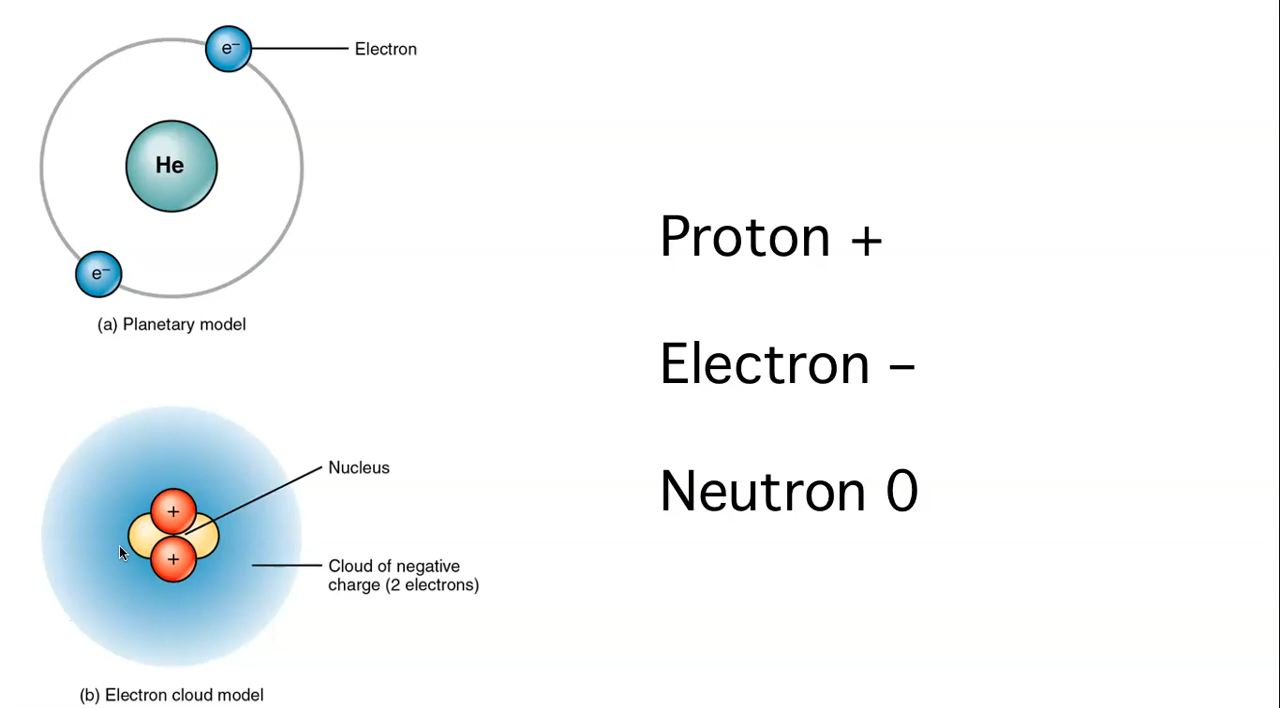 e⁻
Electron
He
e⁻
(a) Planetary model
Nucleus
+
+
Cloud of negative
charge (2 electrons)
(b) Electron cloud model
Proton +
Electron –
Neutron 0